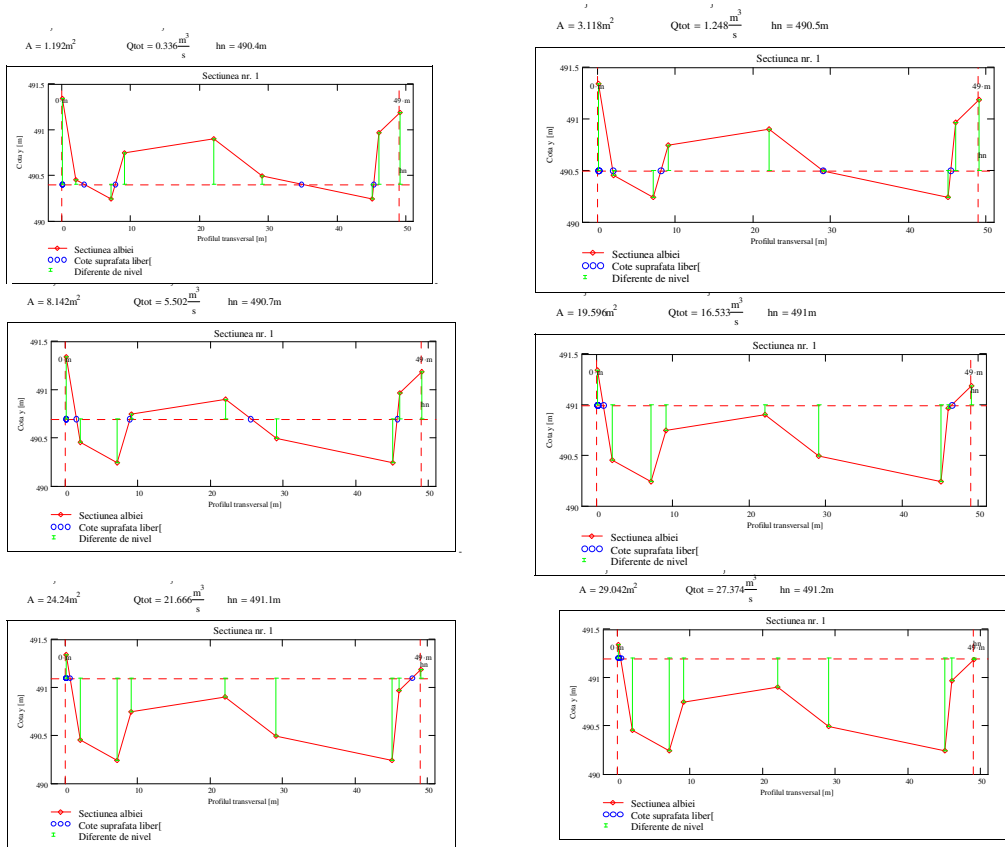 A = 1.192m²   Qtot = 0.336 m³/s   hn = 490.4m
Sectiunea nr. 1
0 m
49 m
hn
491.5
491
490.5
490
Cota y [m]
0 10 20 30 40 50
Profilul transversal [m]
Sectiunea albiei
Cote suprafata liber[
Diferente de nivel
A = 3.118m²   Qtot = 1.248 m³/s   hn = 490.5m
Sectiunea nr. 1
0 m
49 m
hn
491.5
491
490.5
490
Cota y [m]
0 10 20 30 40 50
Profilul transversal [m]
Sectiunea albiei
Cote suprafata liber[
Diferente de nivel
A = 8.142m²   Qtot = 5.502 m³/s   hn = 490.7m
Sectiunea nr. 1
0 m
49 m
hn
491.5
491
490.5
490
Cota y [m]
0 10 20 30 40 50
Profilul transversal [m]
Sectiunea albiei
Cote suprafata liber[
Diferente de nivel
A = 19.596m²   Qtot = 16.533 m³/s   hn = 491m
Sectiunea nr. 1
0 m
49 m
hn
491.5
491
490.5
490
Cota y [m]
0 10 20 30 40 50
Profilul transversal [m]
Sectiunea albiei
Cote suprafata liber[
Diferente de nivel
A = 24.24m²   Qtot = 21.666 m³/s   hn = 491.1m
Sectiunea nr. 1
0 m
49 m
hn
491.5
491
490.5
490
Cota y [m]
0 10 20 30 40 50
Profilul transversal [m]
Sectiunea albiei
Cote suprafata liber[
Diferente de nivel
A = 29.042m²   Qtot = 27.374 m³/s   hn = 491.2m
Sectiunea nr. 1
0 m
49 m
hn
491.5
491
490.5
490
Cota y [m]
0 10 20 30 40 50
Profilul transversal [m]
Sectiunea albiei
Cote suprafata liber[
Diferente de nivel